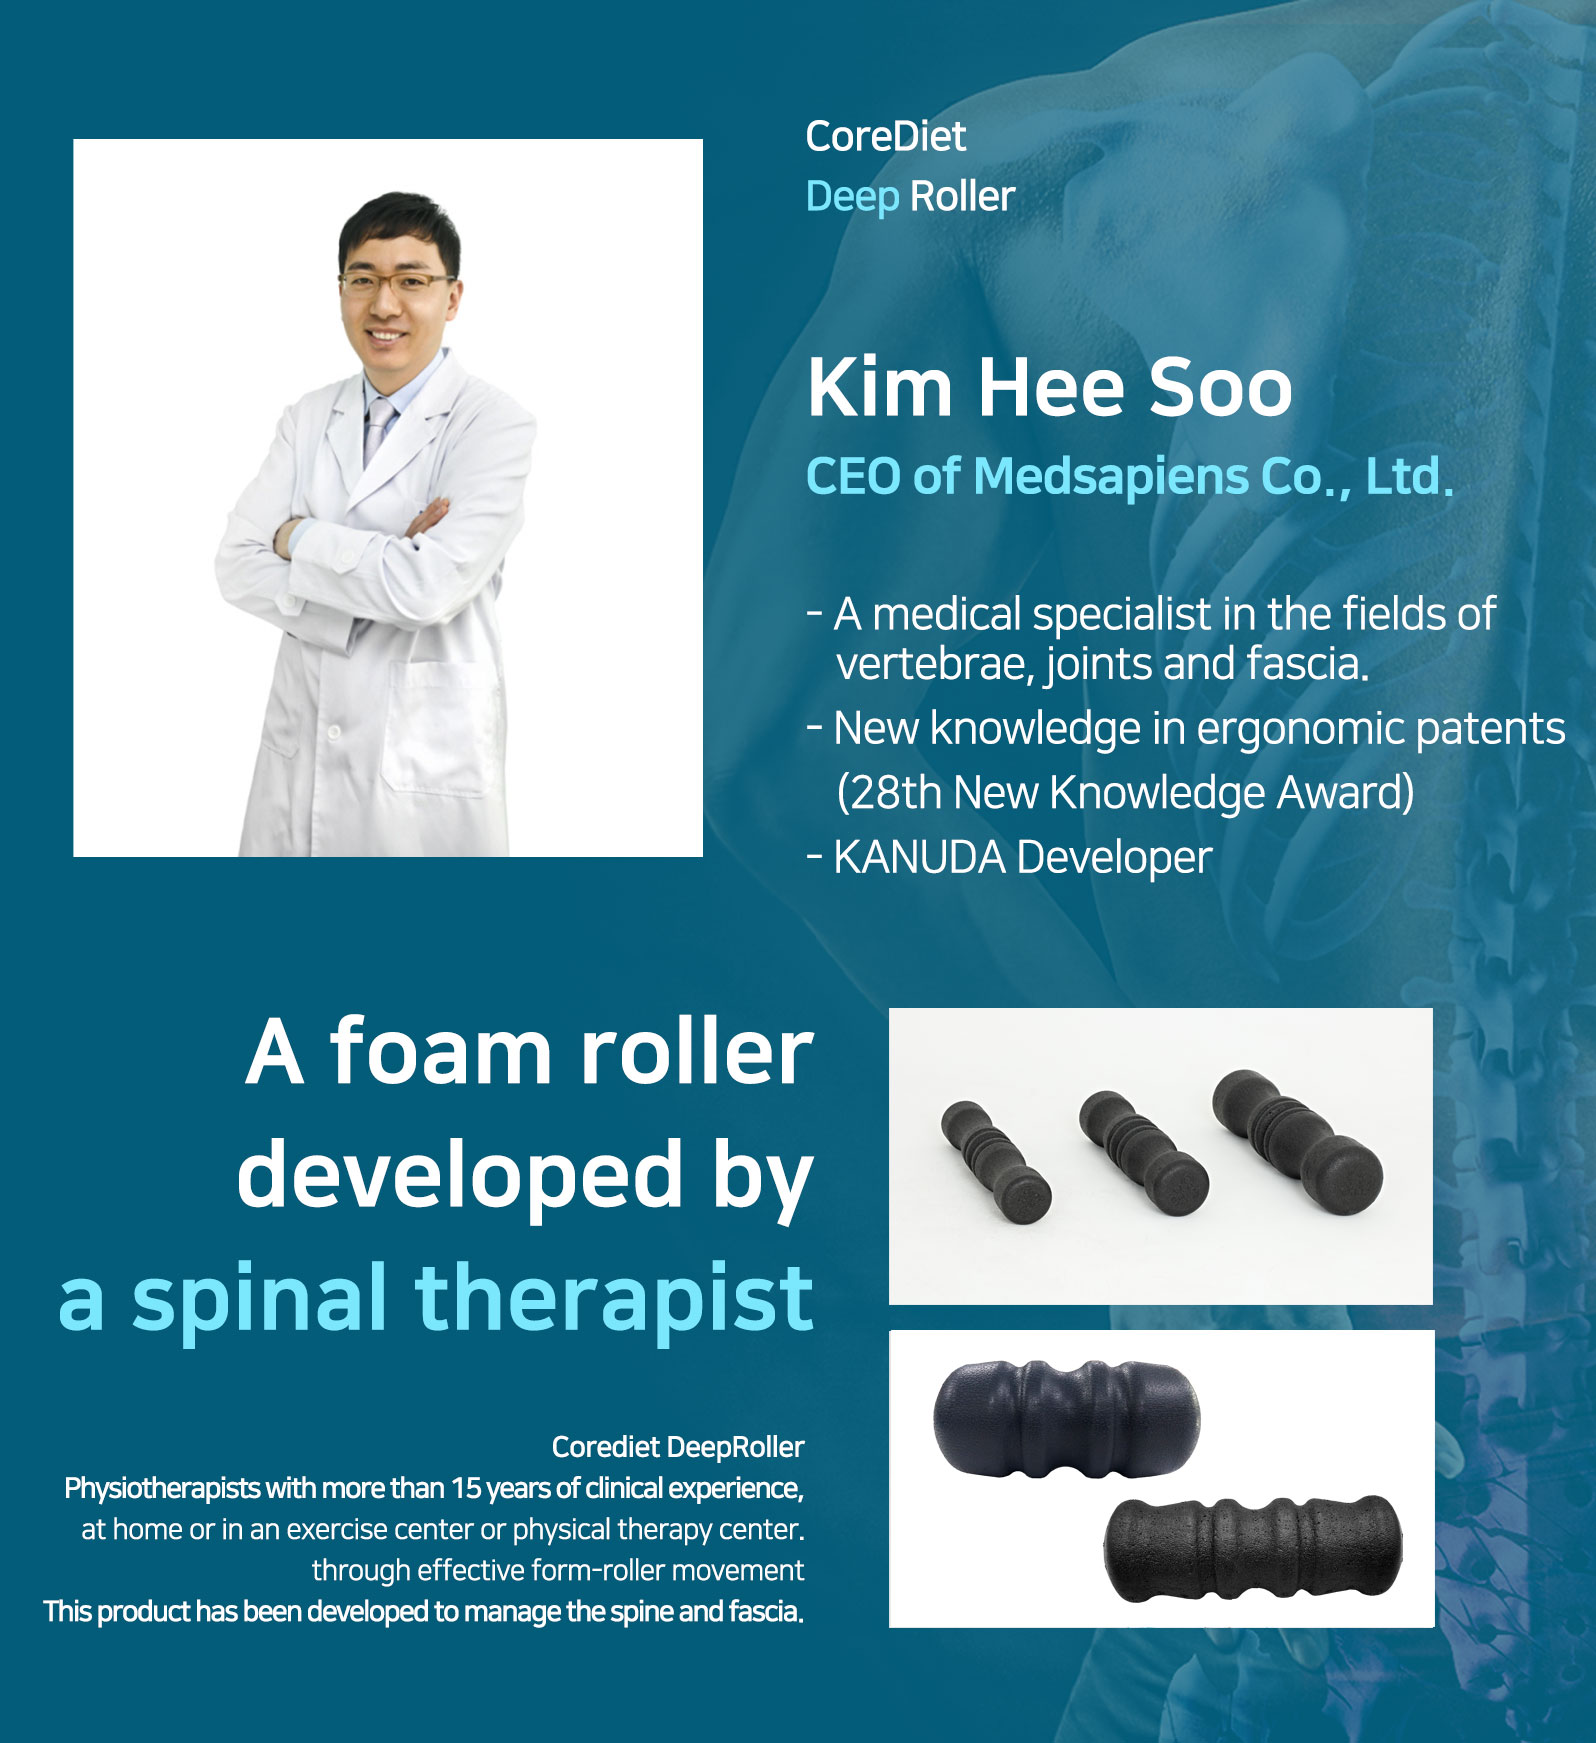 CoreDiet
Deep Roller
Kim Hee Soo
CEO of Medsapiens Co., Ltd.
- A medical specialist in the fields of
vertebrae, joints and fascia.
- New knowledge in ergonomic patents
(28th New Knowledge Award)
- KANUDA Developer
A foam roller
developed by
a spinal therapist
Corediet DeepRoller
Physiotherapists with more than 15 years of clinical experience,
at home or in an exercise center or physical therapy center.
through effective form-roller movement
This product has been developed to manage the spine and fascia.